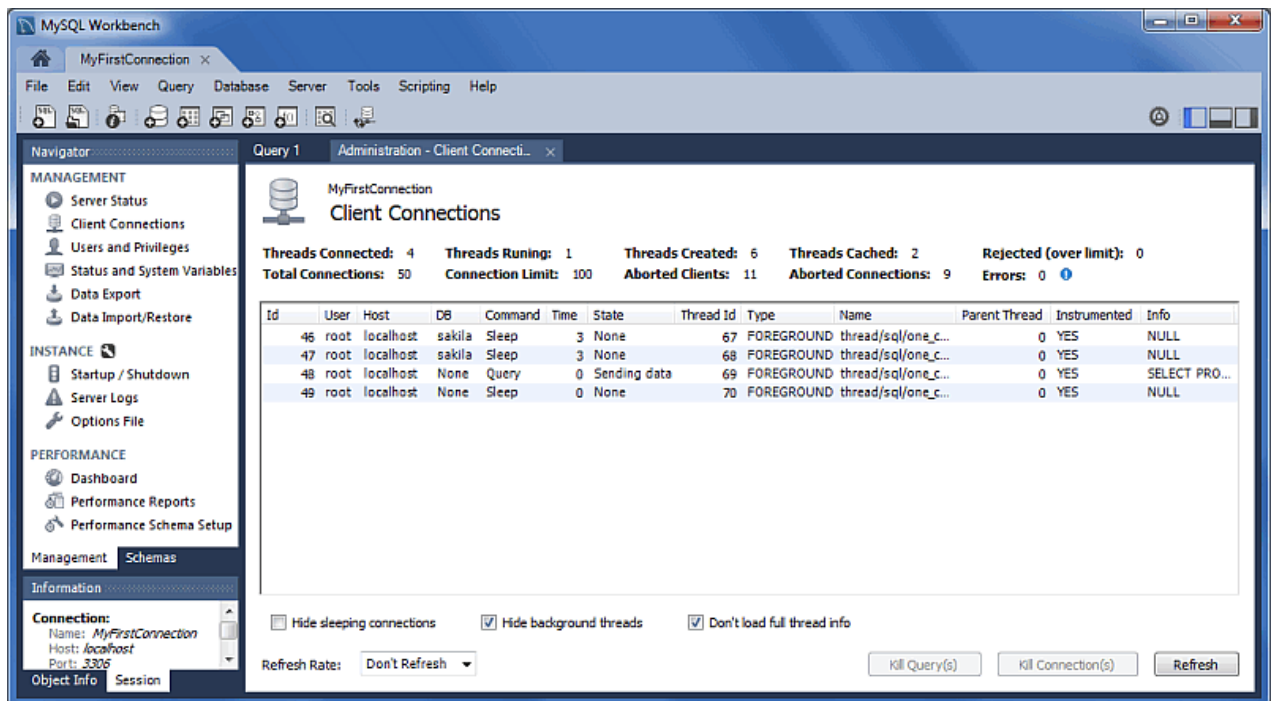 MySQL Workbench
MyFirstConnection
File Edit View Query Database Server Tools Scripting Help
Navigator
MANAGEMENT
Server Status
Client Connections
Users and Privileges
Status and System Variables
Data Export
Data Import/Restore
INSTANCE
Startup / Shutdown
Server Logs
Options File
PERFORMANCE
Dashboard
Performance Reports
Performance Schema Setup
Management Schemas
Information
Connection:
Name: MyFirstConnection
Host: localhost
Port: 3306
Object Info Session
Query 1 Administration - Client Connecti...
MyFirstConnection
Client Connections
Threads Connected: 4 Threads Runing: 1 Threads Created: 6 Threads Cached: 2 Rejected (over limit): 0
Total Connections: 50 Connection Limit: 100 Aborted Clients: 11 Aborted Connections: 9 Errors: 0
Id User Host DB Command Time State Thread Id Type Name Parent Thread Instrumented Info
46 root localhost sakila Sleep 3 None 67 FOREGROUND thread/sql/one_c... 0 YES NULL
47 root localhost sakila Sleep 3 None 68 FOREGROUND thread/sql/one_c... 0 YES NULL
48 root localhost None Query 0 Sending data 69 FOREGROUND thread/sql/one_c... 0 YES SELECT PRO...
49 root localhost None Sleep 0 None 70 FOREGROUND thread/sql/one_c... 0 YES NULL
Hide sleeping connections Hide background threads Don't load full thread info
Refresh Rate: Don't Refresh Kill Query(s) Kill Connection(s) Refresh